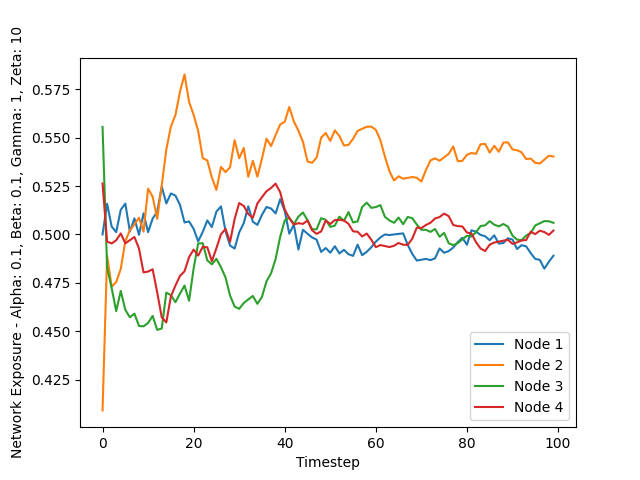 Network Exposure - Alpha: 0.1, Beta: 0.1, Gamma: 1, Zeta: 10
0.575
0.550
0.525
0.500
0.475
0.450
0.425
0
20
40
60
80
100
Timestep
Node 1
Node 2
Node 3
Node 4